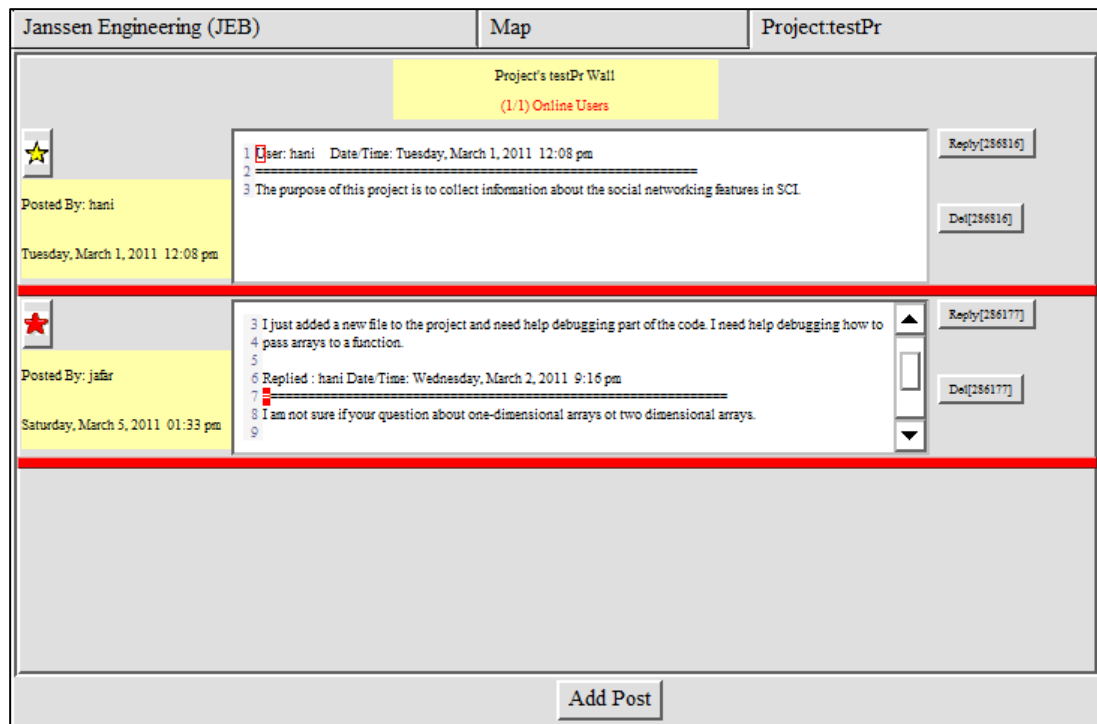 Janssen Engineering (JEB) Map Project:testPr
Project's testPr Wall
(1/1) Online Users
1 User: hani Date/Time: Tuesday, March 1, 2011 12:08 pm
2 =============================================================
3 The purpose of this project is to collect information about the social networking features in SCI.
Posted By: hani
Tuesday, March 1, 2011 12:08 pm
Reply[286816]
Del[286816]
3 I just added a new file to the project and need help debugging part of the code. I need help debugging how to
4 pass arrays to a function.
5
6 Replied : hani Date/Time: Wednesday, March 2, 2011 9:16 pm
7 ================================================================
8 I am not sure if your question about one-dimensional arrays ot two dimensional arrays.
9
Posted By: jafar
Saturday, March 5, 2011 01:33 pm
Reply[286177]
Del[286177]
Add Post